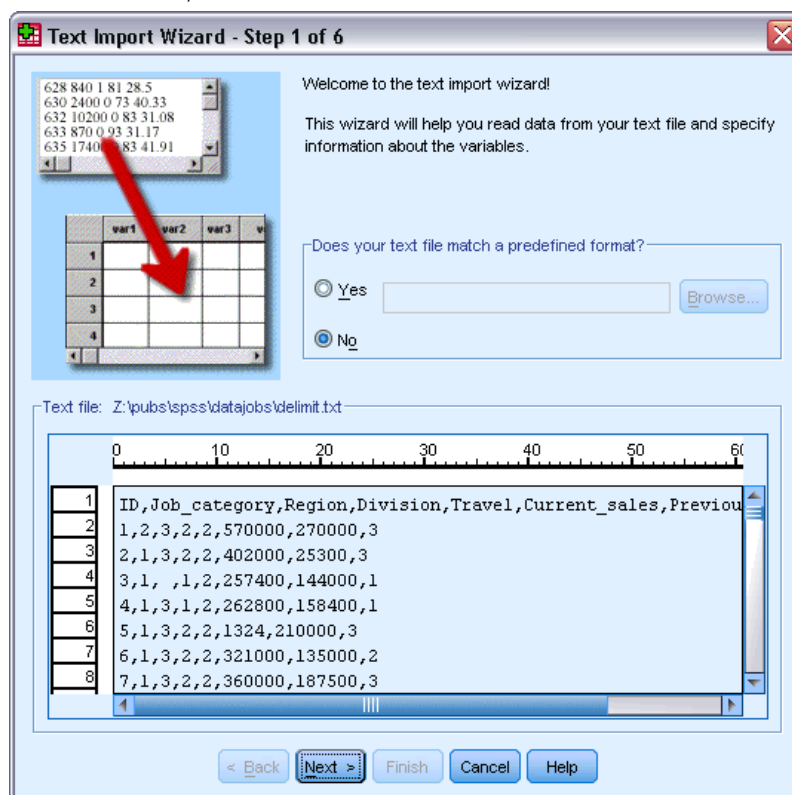 Text Import Wizard - Step 1 of 6
628 840 1 81 28.5
630 2400 0 73 40.33
632 10200 0 83 31.08
633 870 0 93 31.17
635 1740 83 41.91
var1 var2 var3
1
2
3
4
Welcome to the text import wizard!
This wizard will help you read data from your text file and specify
information about the variables.
Does your text file match a predefined format?
Yes
Browse...
No
Text file: Z:\pubs\spss\datajobs\delimit.txt
0 10 20 30 40 50 60
1 ID,Job_category,Region,Division,Travel,Current_sales,Previou
2 1,2,3,2,2,570000,270000,3
3 2,1,3,2,2,402000,25300,3
4 3,1, ,1,2,257400,144000,1
5 4,1,3,1,2,262800,158400,1
6 5,1,3,2,2,1324,210000,3
7 6,1,3,2,2,321000,135000,2
8 7,1,3,2,2,360000,187500,3
< Back Next > Finish Cancel Help